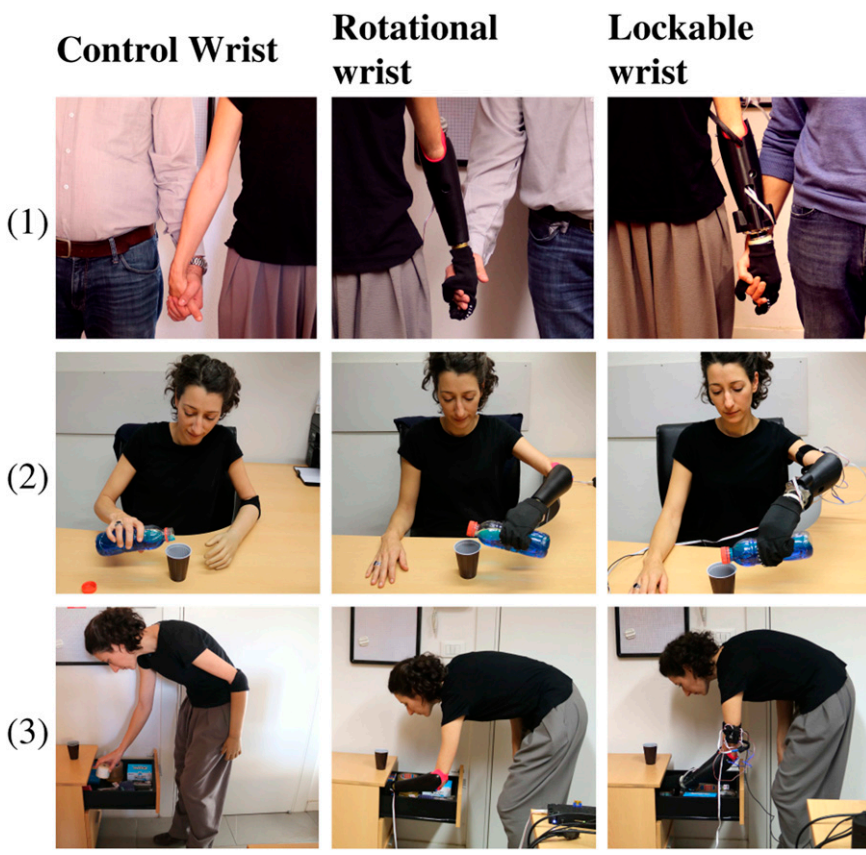 Control Wrist
Rotational
wrist
Lockable
wrist
(1)
(2)
(3)